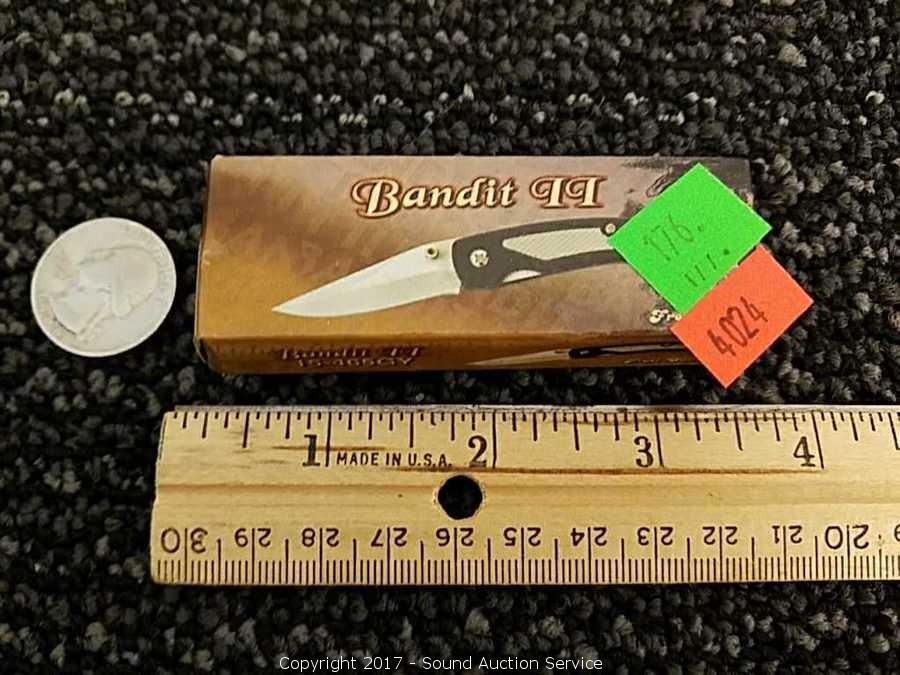 Bandit II
176.
4024
Bandit II
1 MADE IN U.S.A. 2 3 4
30 29 28 27 26 25 24 23 22 21 20
Copyright 2017 - Sound Auction Service